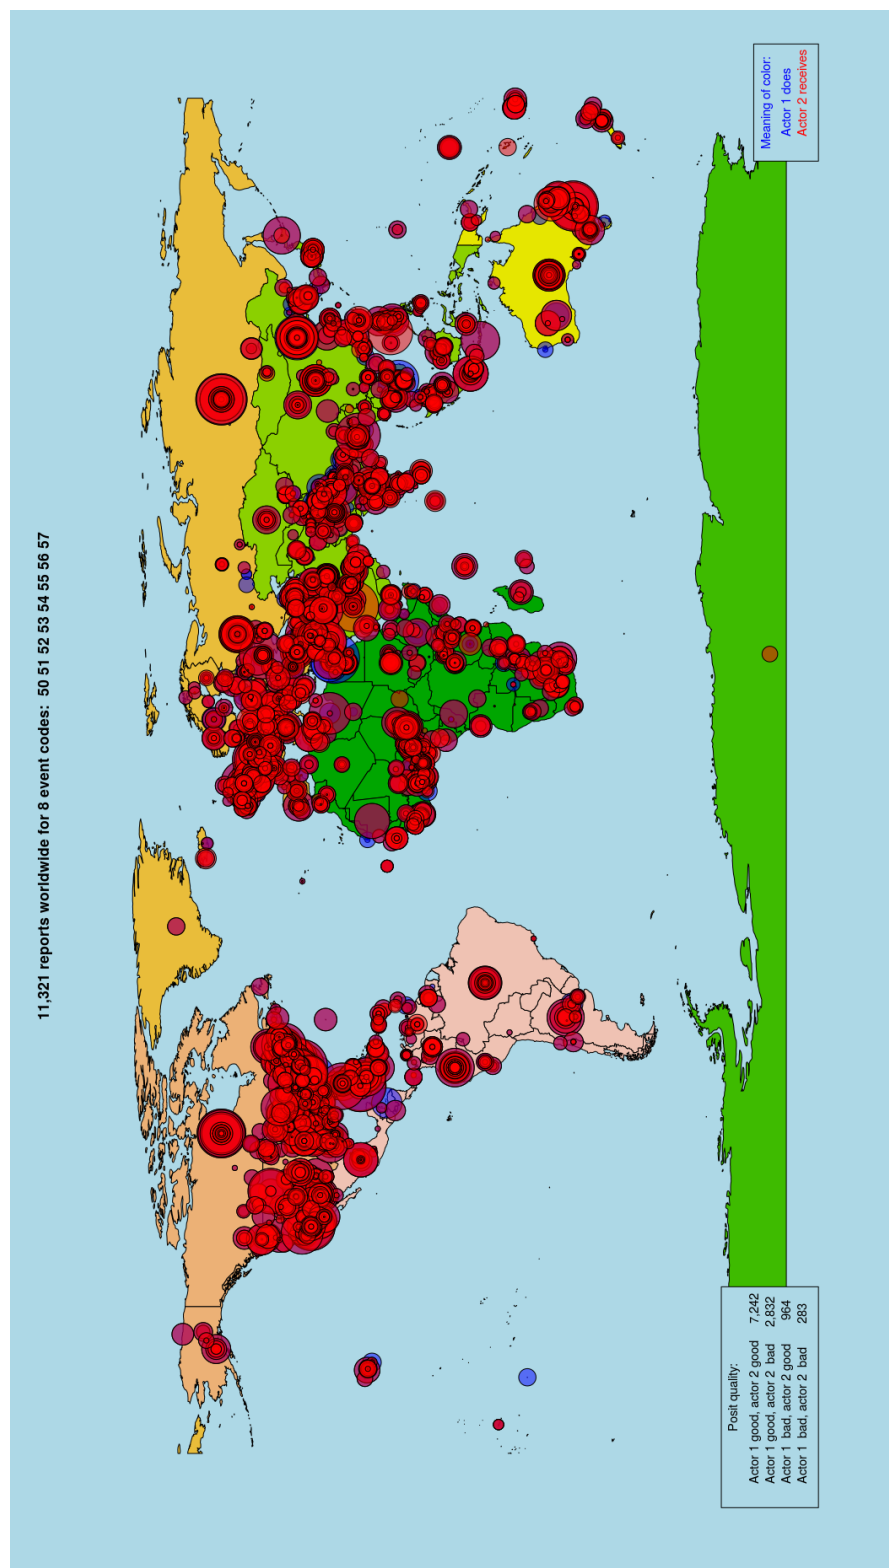 11,321 reports worldwide for 8 event codes: 50 51 52 53 54 55 56 57
Posit quality:
Actor 1 good, actor 2 good 7,242
Actor 1 good, actor 2 bad 2,832
Actor 1 bad, actor 2 good 964
Actor 1 bad, actor 2 bad 283
Meaning of color:
Actor 1 does
Actor 2 receives